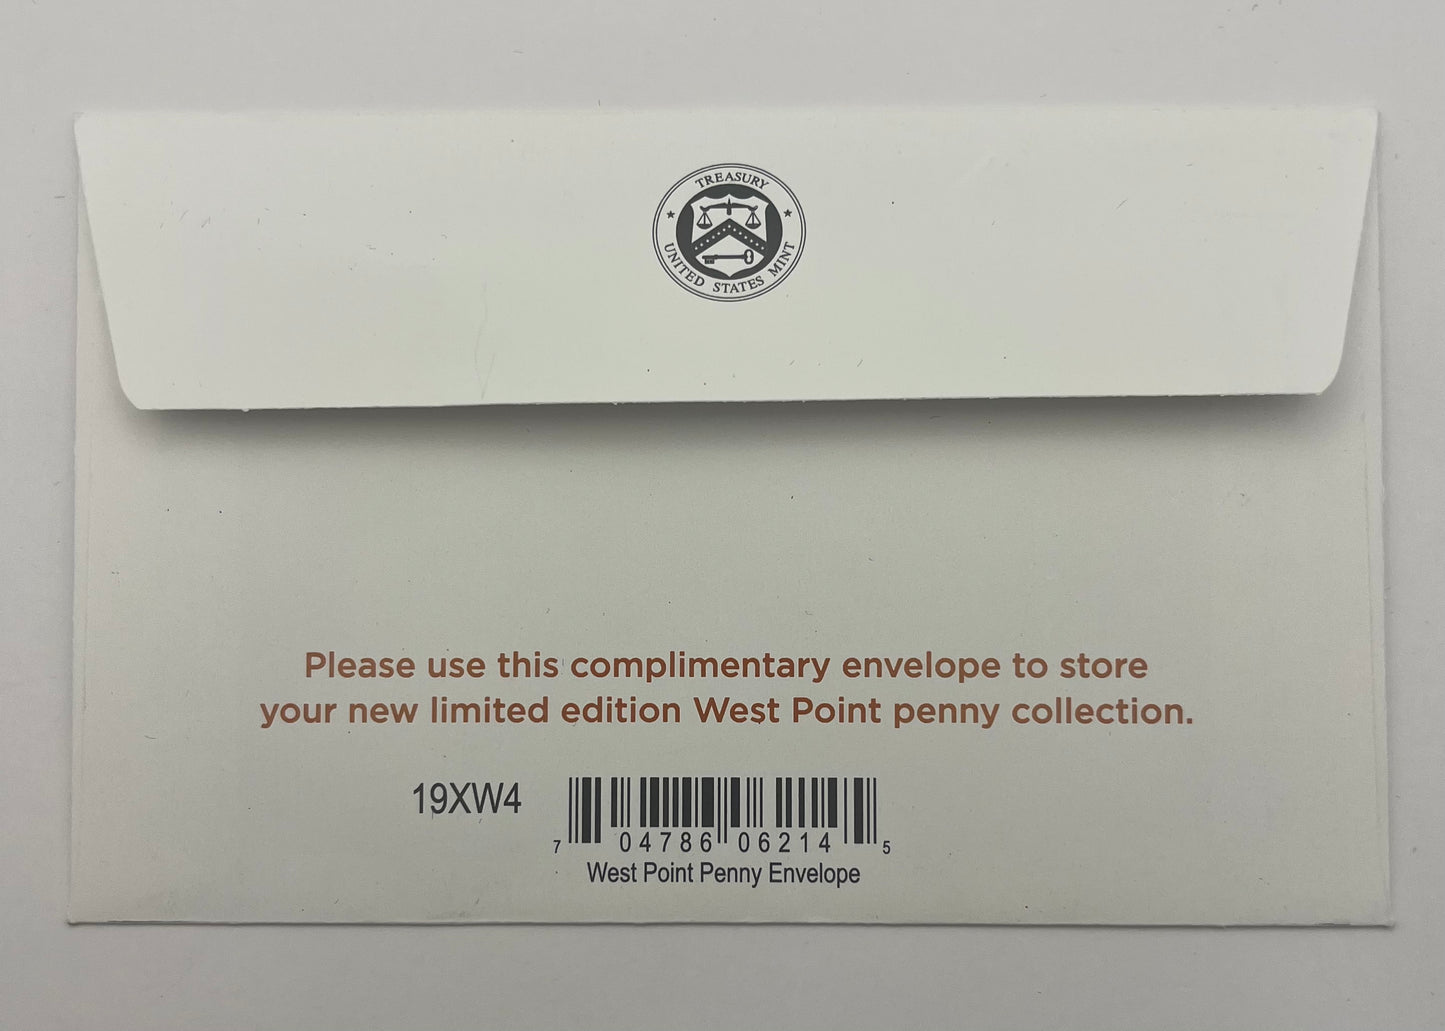 TREASURY
UNITED STATES MINT
Please use this complimentary envelope to store
your new limited edition West Point penny collection.
19XW4
7 04786 06214 5
West Point Penny Envelope